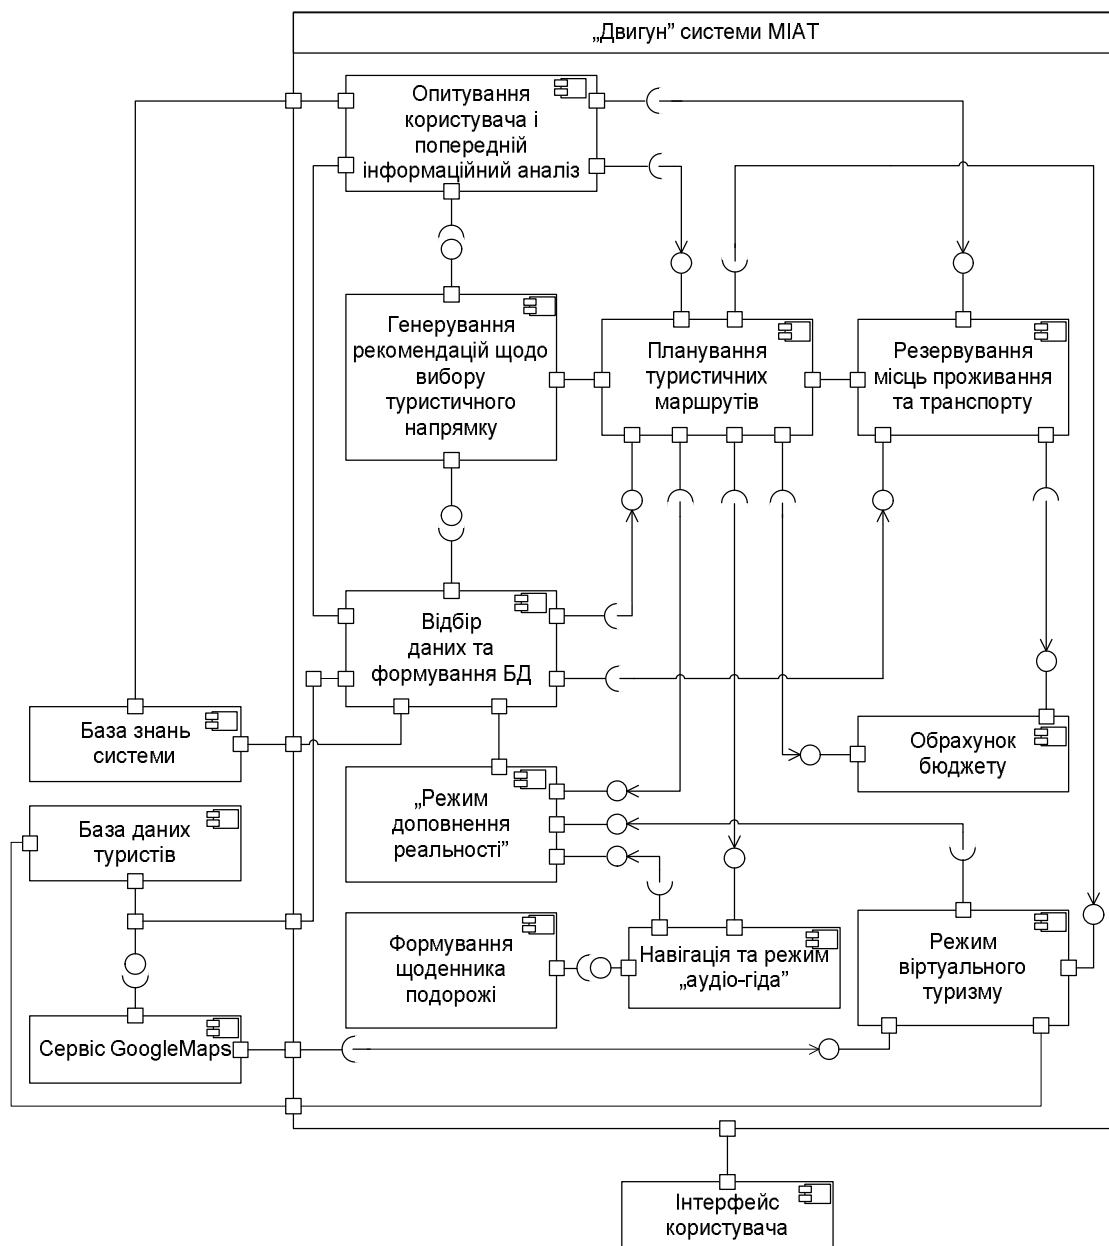 „Двигун” системи МІАТ
Опитування
користувача і
попередній
інформаційний аналіз
Генерування
рекомендацій щодо
вибору
туристичного
напрямку
Планування
туристичних
маршрутів
Резервування
місць проживання
та транспорту
Відбір
даних та
формування БД
База знань
системи
Обрахунок
бюджету
„Режим
доповнення
реальності”
База даних
туристів
Формування
щоденника
подорожі
Навігація та режим
„аудіо-гіда”
Режим
віртуального
туризму
Сервіс GoogleMaps
Інтерфейс
користувача